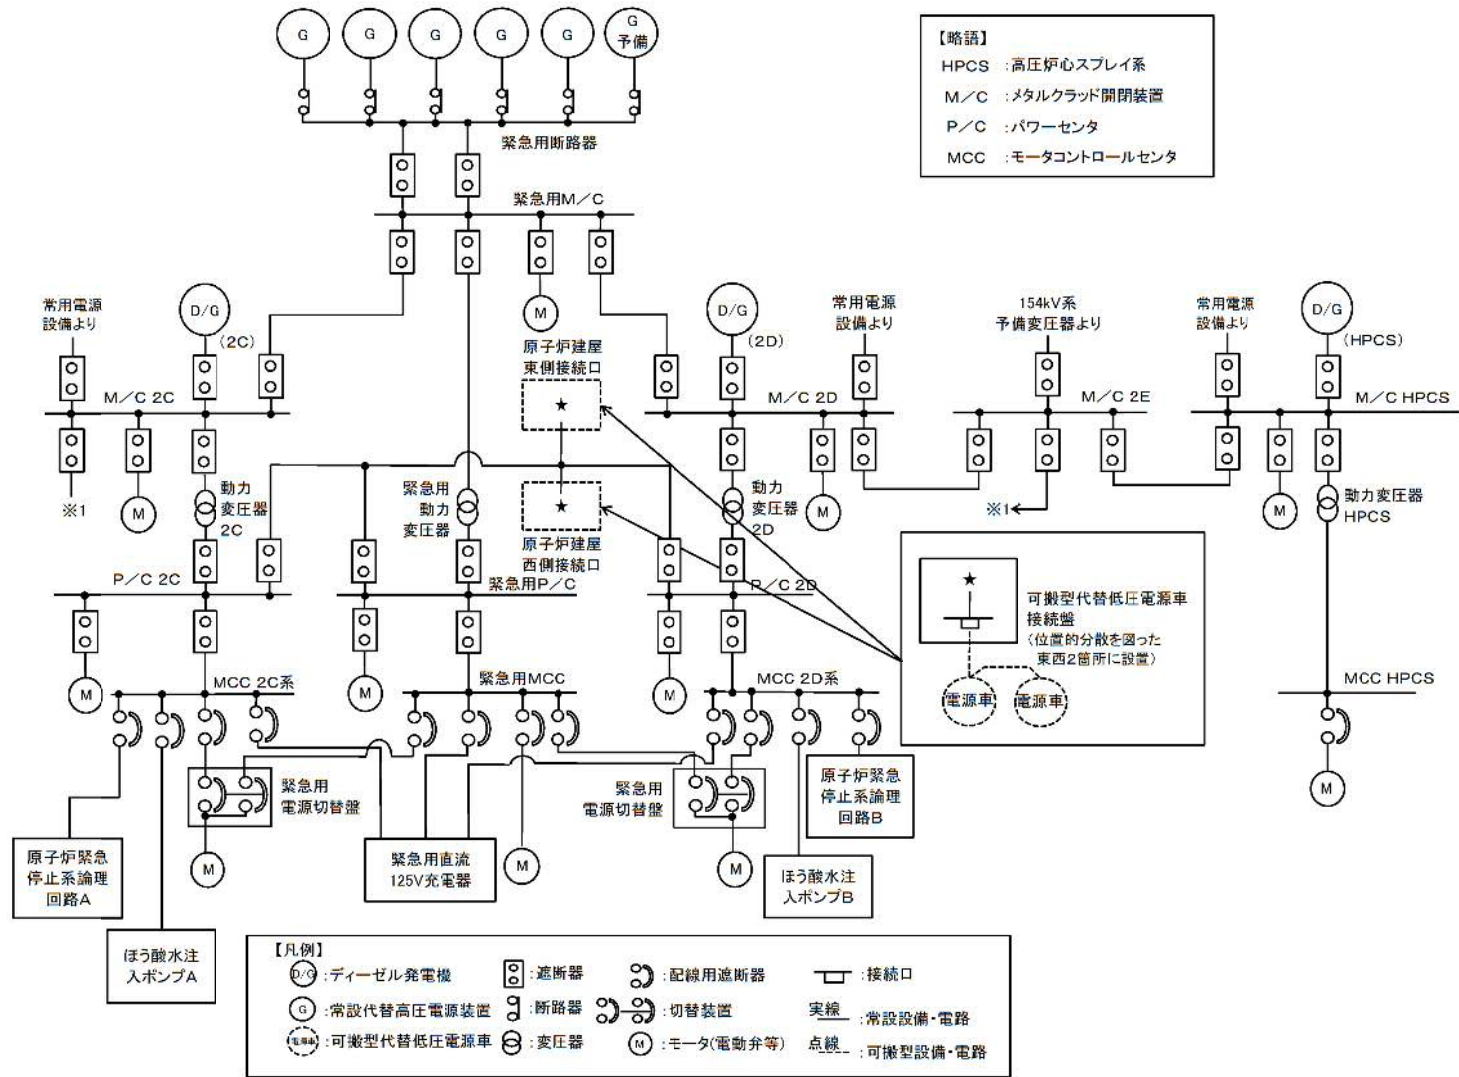 G
G
G
G
G
G
予備
【略語】
HPCS :高圧炉心スプレイ系
M/C :メタルクラッド開閉装置
P/C :パワーセンタ
MCC :モータコントロールセンタ
緊急用断路器
緊急用M/C
常用電源
設備より
D/G
(2C)
M
原子炉建屋
東側接続口
★
D/G
(2D)
常用電源
設備より
154kV系
予備変圧器より
常用電源
設備より
D/G
(HPCS)
M/C 2C
M/C 2D
M/C 2E
M/C HPCS
※1
M
動力
変圧器
2C
緊急用
動力
変圧器
★
原子炉建屋
西側接続口
動力
変圧器
2D
M
※1
M
動力変圧器
HPCS
P/C 2C
緊急用P/C
P/C 2D
★
可搬型代替低圧電源車
接続盤
(位置的分散を図った
東西2箇所に設置)
電源車
電源車
M
M
M
MCC 2C系
緊急用MCC
MCC 2D系
MCC HPCS
緊急用
電源切替盤
緊急用
電源切替盤
原子炉緊急
停止系論理
回路B
M
原子炉緊急
停止系論理
回路A
M
緊急用直流
125V充電器
M
M
ほう酸水注
入ポンプB
ほう酸水注
入ポンプA
【凡例】
D/G :ディーゼル発電機
:遮断器
:配線用遮断器
:接続口
G :常設代替高圧電源装置
:断路器
:切替装置
実線 :常設設備・電路
電源車 :可搬型代替低圧電源車
:変圧器
M :モータ(電動弁等)
点線 :可搬型設備・電路